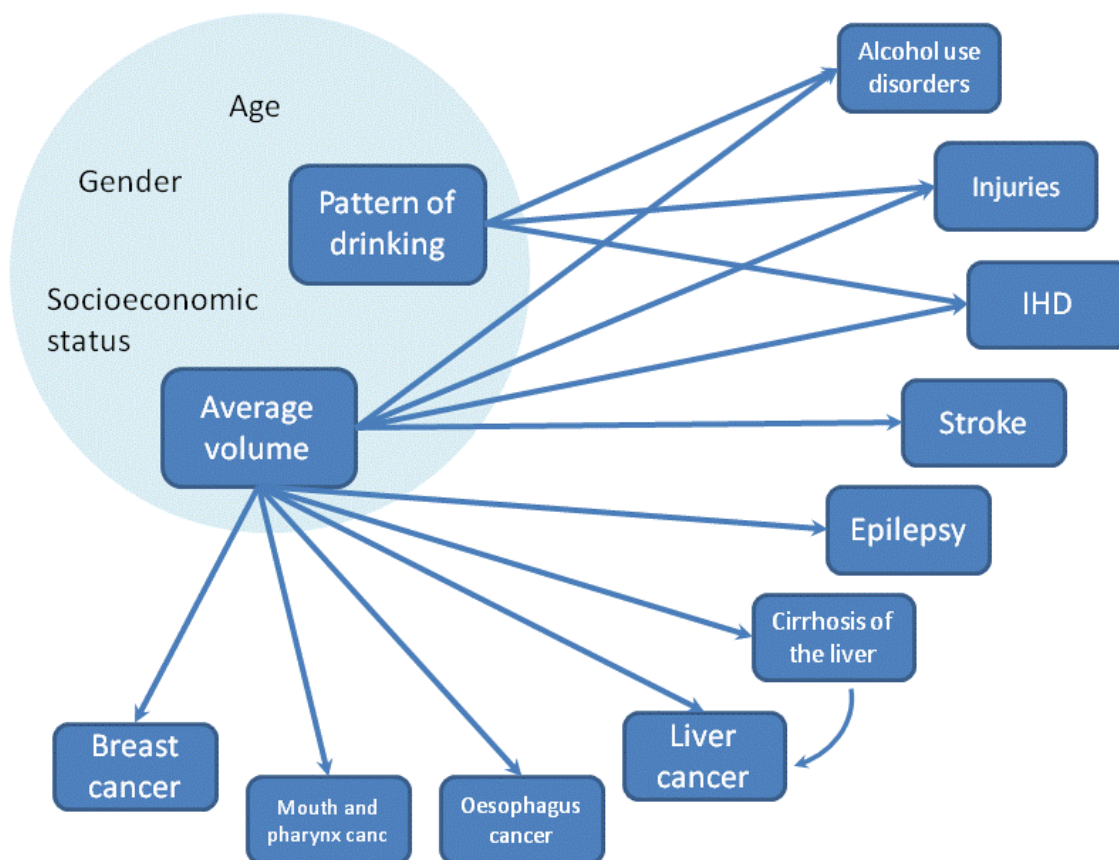 Alcohol use
disorders
Age
Gender
Injuries
Pattern of
drinking
IHD
Socioeconomic
status
Average
volume
Stroke
Epilepsy
Cirrhosis of
the liver
Breast
cancer
Liver
cancer
Mouth and
pharynx canc
Oesophagus
cancer